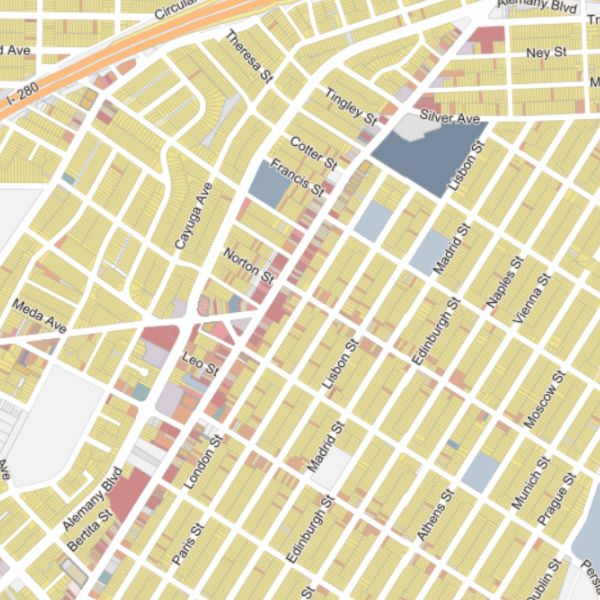 Circular
Alemany Blvd
Tr
d Ave
Theresa St
Ney St
I- 280
M
Tingley St
Silver Ave
Cotter St
Lisbon St
Francis St
Cayuga Ave
Madrid St
Norton St
Naples St
Vienna St
Meda Ave
Edinburgh St
Leo St
Lisbon St
Moscow St
Madrid St
London St
Ave
Munich St
Prague St
Alemany Blvd
Athens St
Bertita St
Edinburgh St
Paris St
Persia
Dublin St
St